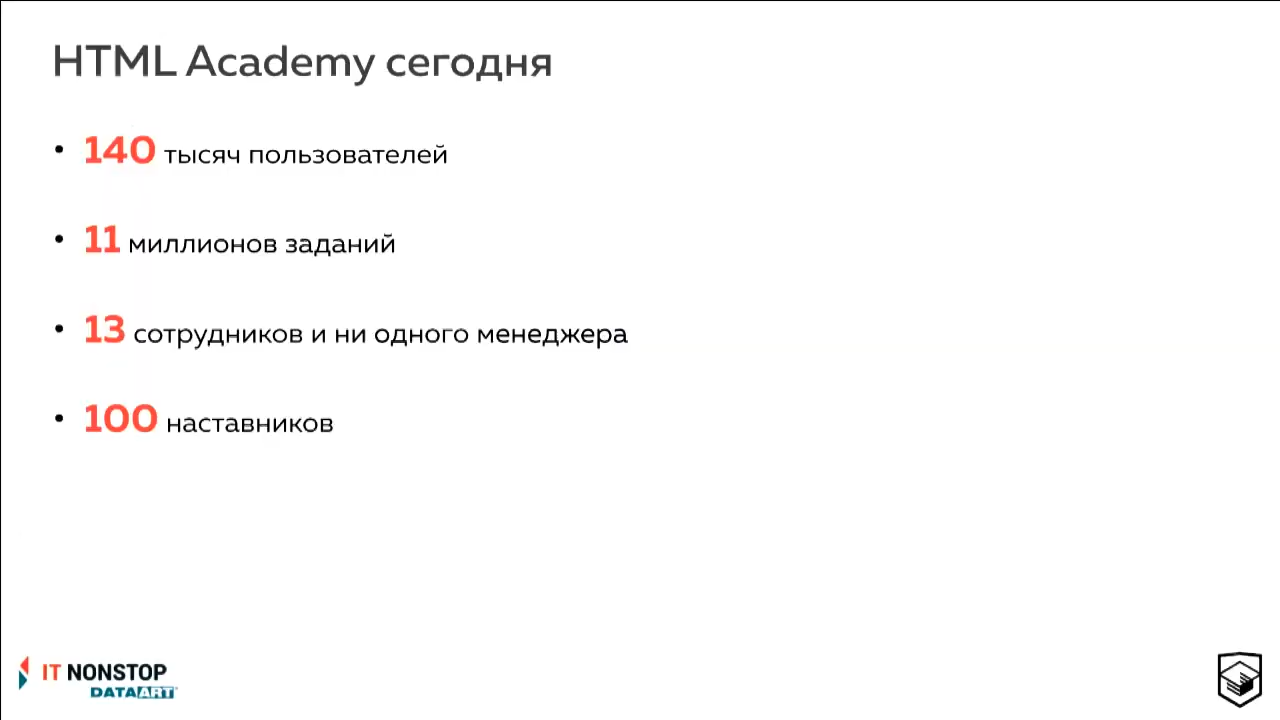 HTML Academy сегодня
• 140 тысяч пользователей
• 11 миллионов заданий
• 13 сотрудников и ни одного менеджера
• 100 наставников
IT NONSTOP
DATAART